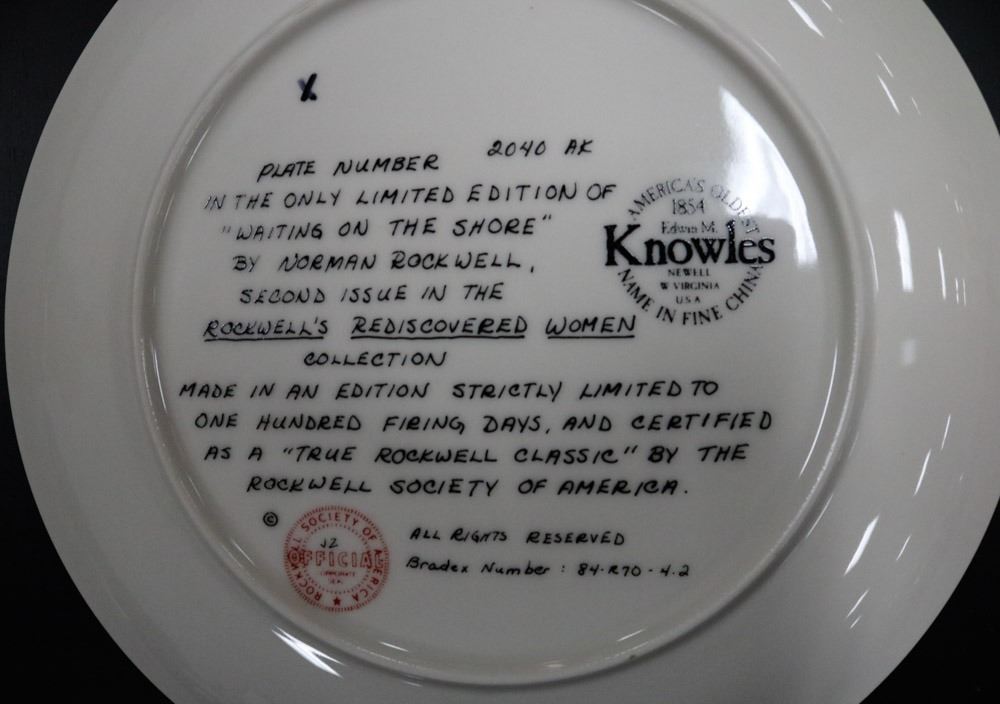 PLATE NUMBER 2040 AK
IN THE ONLY LIMITED EDITION OF
"WAITING ON THE SHORE"
BY NORMAN ROCKWELL,
SECOND ISSUE IN THE
ROCKWELL'S REDISCOVERED WOMEN
COLLECTION
MADE IN AN EDITION STRICTLY LIMITED TO
ONE HUNDRED FIRING DAYS, AND CERTIFIED
AS A "TRUE ROCKWELL CLASSIC" BY THE
ROCKWELL SOCIETY OF AMERICA.
AMERICA'S OLDEST
1854
Edwin M.
Knowles
NEWELL
W VIRGINIA
USA
NAME IN FINE CHINA
©
ROCKWELL SOCIETY OF AMERICA
JZ
OFFICIAL
ALL RIGHTS RESERVED
Bradex Number : 84-R70-4.2